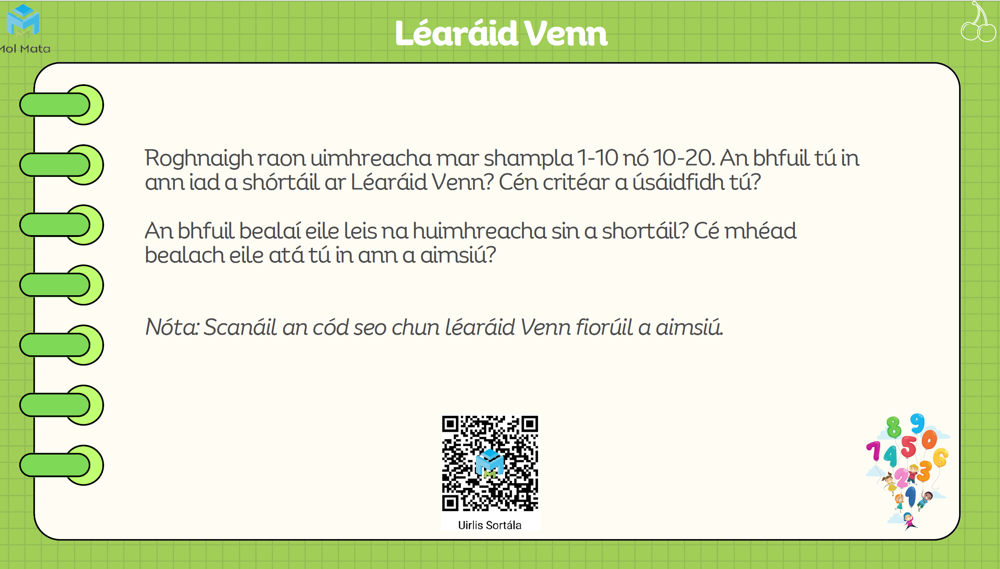 Léaráid Venn
Mol Mata
Roghnaigh raon uimhreacha mar shampla 1-10 nó 10-20. An bhfuil tú in
ann iad a shórtáil ar Léaráid Venn? Cén critéar a úsáidfidh tú?
An bhfuil bealaí eile leis na huimhreacha sin a shortáil? Cé mhéad
bealach eile atá tú in ann a aimsiú?
Nóta: Scanáil an cód seo chun léaráid Venn fiorúil a aimsiú.
8 9
7 4 5 0
6
2 3
1
Uirlis Sortála